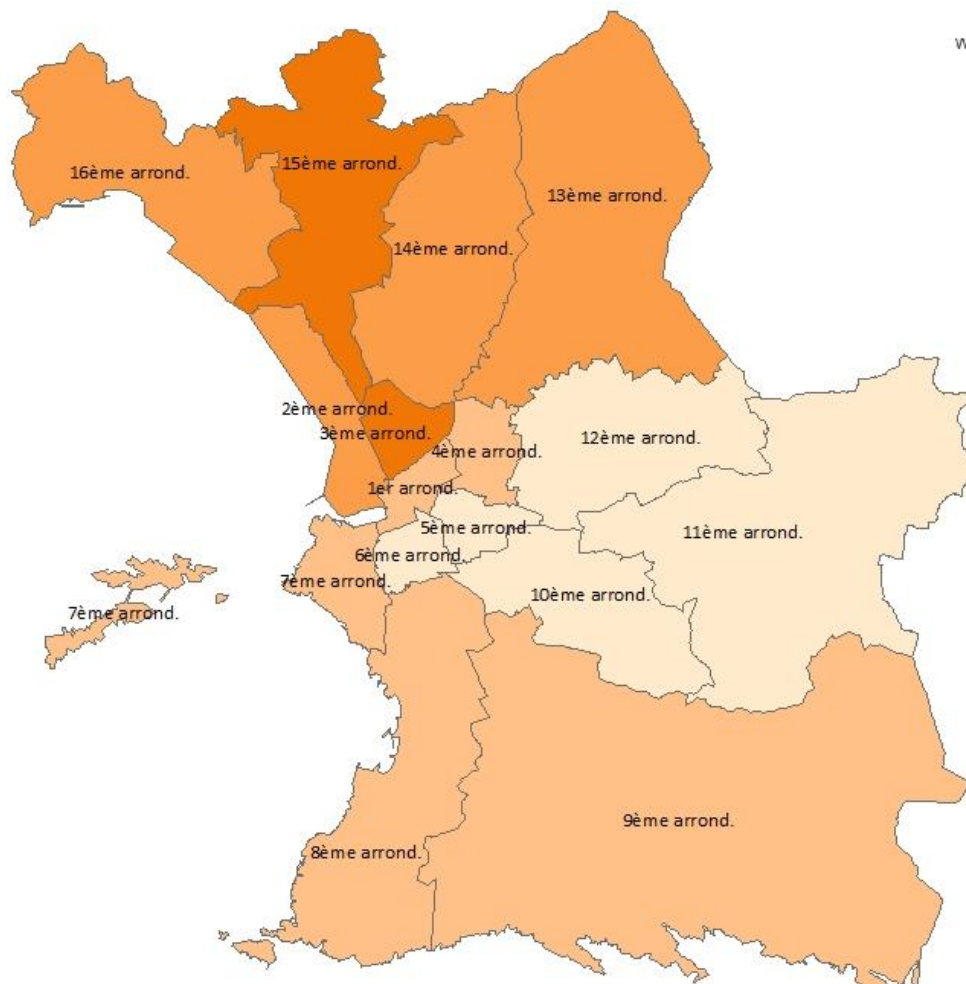 w
15ème arrond.
16ème arrond.
13ème arrond.
14ème arrond.
2ème arrond.
3ème arrond.
12ème arrond.
4ème arrond.
1er arrond.
5ème arrond.
11ème arrond.
6ème arrond.
7ème arrond.
10ème arrond.
7ème arrond.
9ème arrond.
8ème arrond.